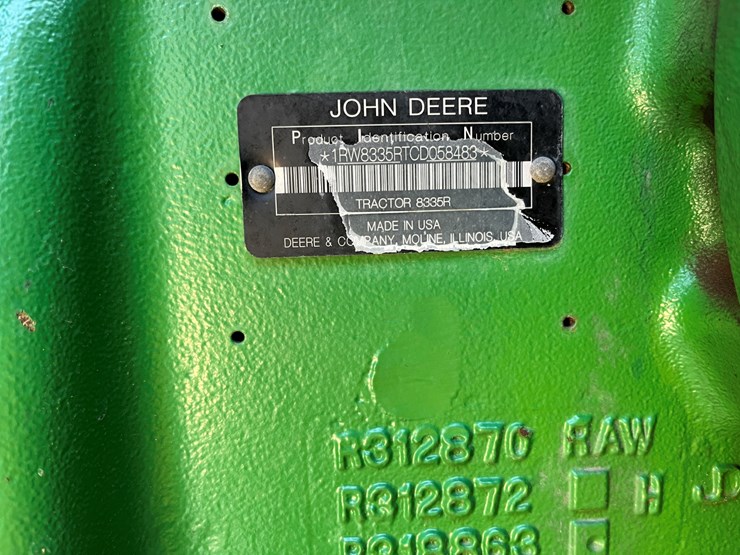 JOHN DEERE
Product Identification Number
*1RW8335RTCD058483*
TRACTOR 8335R
MADE IN USA
DEERE & COMPANY, MOLINE, ILLINOIS USA
R312870 RAW
R312872 H JD